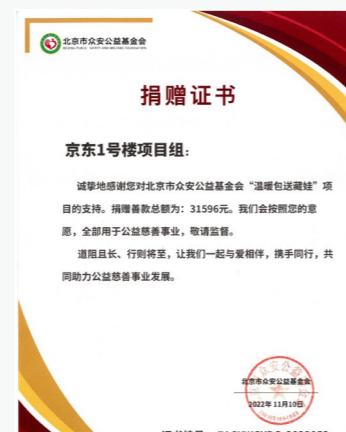 北京市众安公益基金会
捐赠证书
京东1号楼项目组：
诚挚地感谢您对北京市众安公益基金会“温暖包送藏娃”项
目的支持。捐赠善款总额为：31596元。我们会按照您的意
愿，全部用于公益慈善事业，敬请监督。
道阻且长、行则将至，让我们一起与爱相伴，携手同行，共
同助力公益慈善事业发展。
北京市众安公益基金会
2022年11月10日